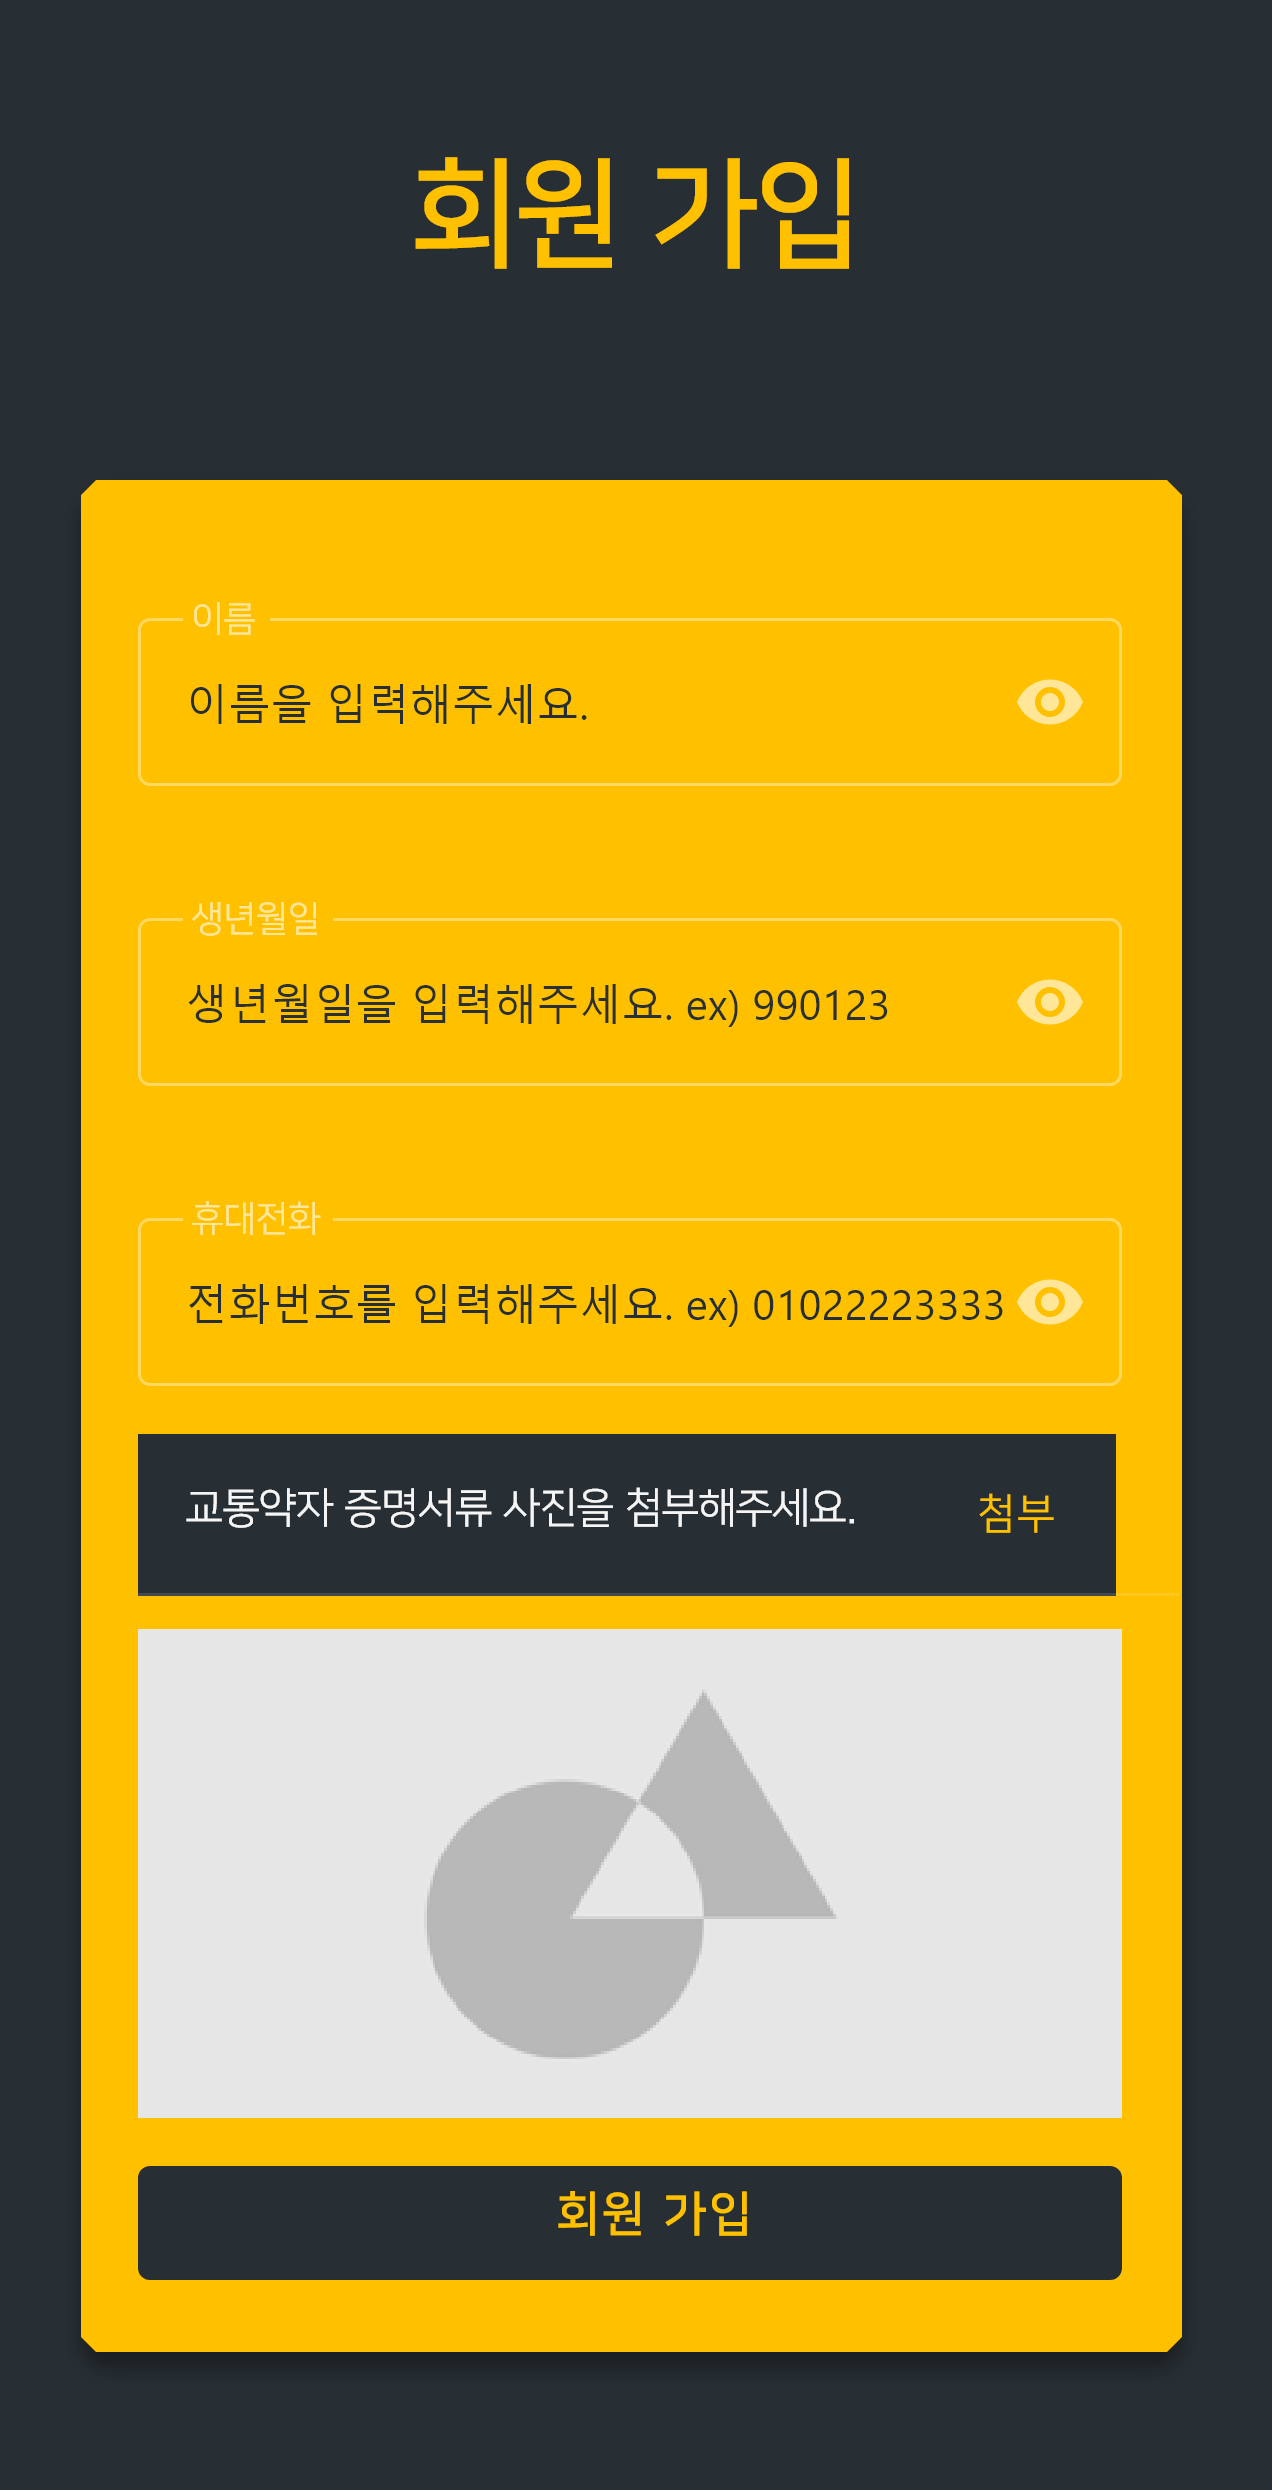 회원 가입
이름
이름을 입력해주세요.
생년월일
생년월일을 입력해주세요. ex) 990123
휴대전화
전화번호를 입력해주세요. ex) 01022223333
교통약자 증명서류 사진을 첨부해주세요. 첨부
회원 가입